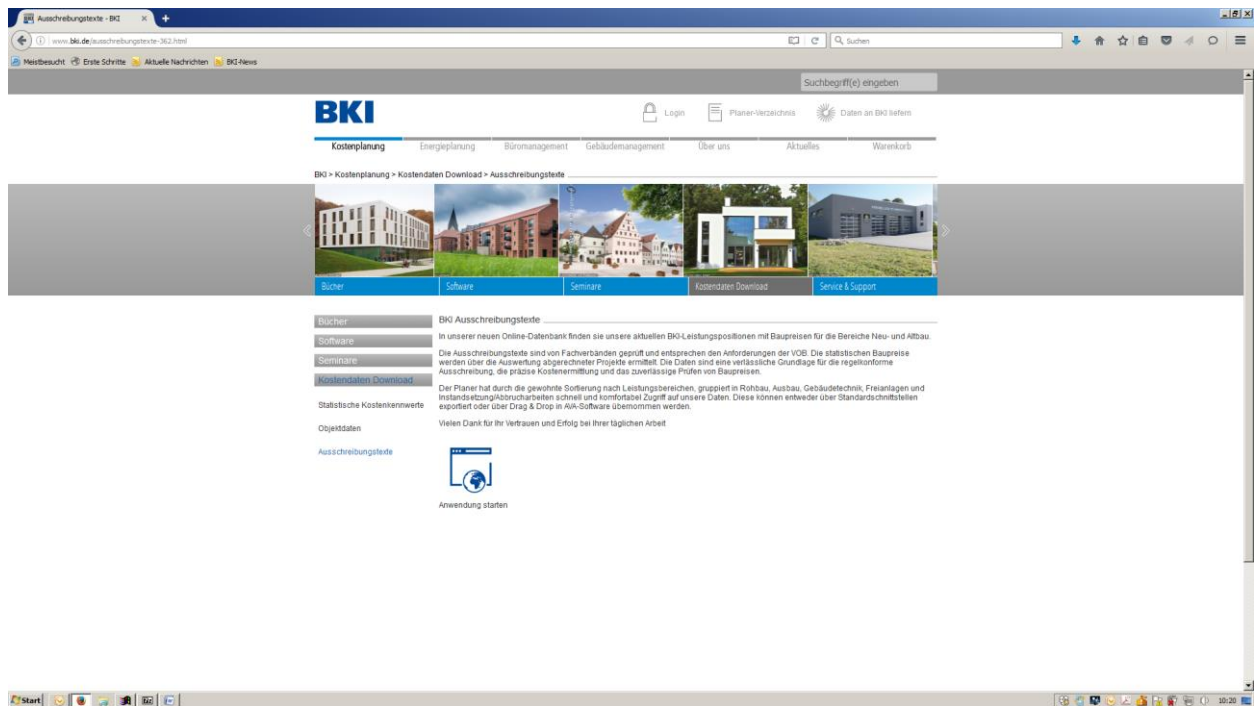 Ausschreibungstexte - BKI
www.bki.de/ausschreibungstexte-362.html
Suchen
Meistbesucht Erste Schritte Aktuelle Nachrichten BKI-News
Suchbegriff(e) eingeben
BKI
Login Planer-Verzeichnis Daten an BKI liefern
Kostenplanung Energieplanung Büromanagement Gebäudemanagement Über uns Aktuelles Warenkorb
BKI > Kostenplanung > Kostendaten Download > Ausschreibungstexte
Bücher Software Seminare Kostendaten Download Service & Support
Bücher
Software
Seminare
Kostendaten Download
Statistische Kostenkennwerte
Objektdaten
Ausschreibungstexte
BKI Ausschreibungstexte
In unserer neuen Online-Datenbank finden sie unsere aktuellen BKI-Leistungspositionen mit Baupreisen für die Bereiche Neu- und Altbau.
Die Ausschreibungstexte sind von Fachverbänden geprüft und entsprechen den Anforderungen der VOB. Die statistischen Baupreise
werden über die Auswertung abgerechneter Projekte ermittelt. Die Daten sind eine verlässliche Grundlage für die regelkonforme
Ausschreibung, die präzise Kostenermittlung und das zuverlässige Prüfen von Baupreisen.
Der Planer hat durch die gewohnte Sortierung nach Leistungsbereichen, gruppiert in Rohbau, Ausbau, Gebäudetechnik, Freianlagen und
Instandsetzung/Abbrucharbeiten schnell und komfortabel Zugriff auf unsere Daten. Diese können entweder über Standardschnittstellen
exportiert oder über Drag & Drop in AVA-Software übernommen werden.
Vielen Dank für Ihr Vertrauen und Erfolg bei Ihrer täglichen Arbeit
Anwendung starten
Start
10:20